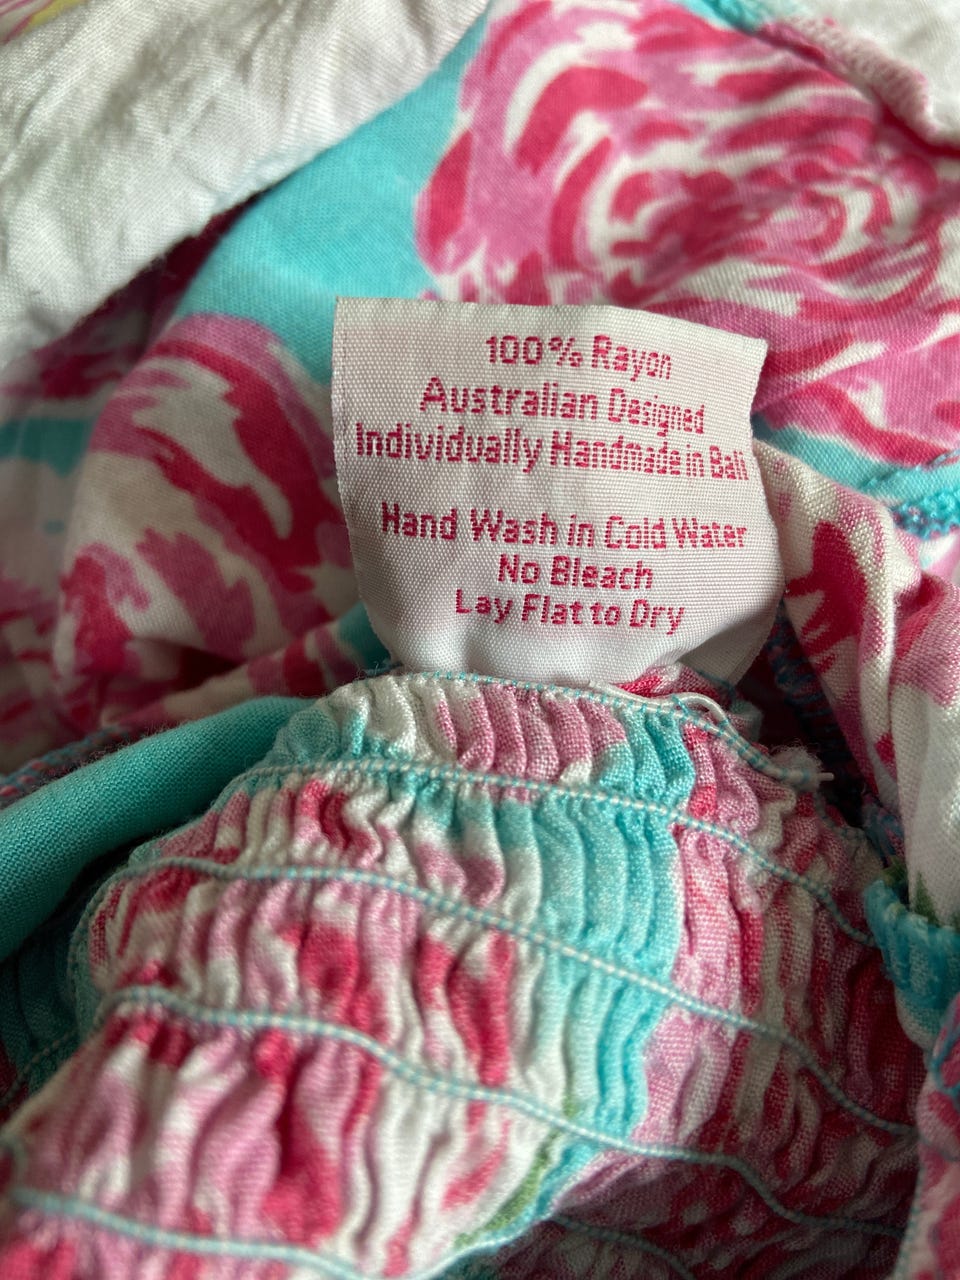 100% Rayon
Australian Designed
Individually Handmade in Bali
Hand Wash in Cold Water
No Bleach
Lay Flat to Dry